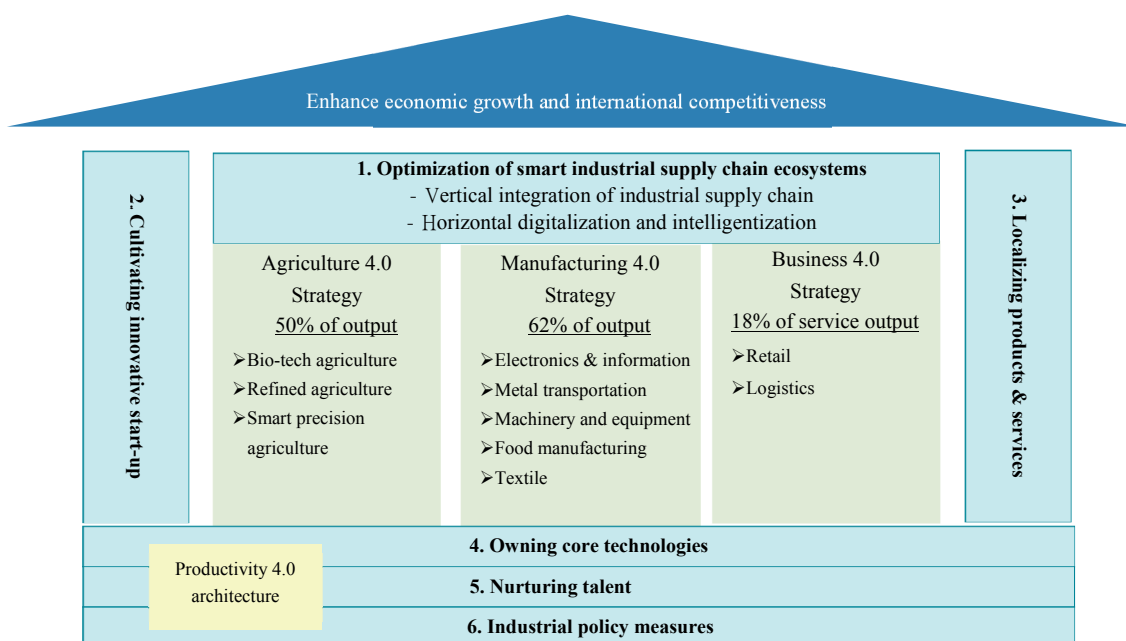 Enhance economic growth and international competitiveness
2. Cultivating innovative start-up
1. Optimization of smart industrial supply chain ecosystems
- Vertical integration of industrial supply chain
- Horizontal digitalization and intelligentization
Agriculture 4.0
Strategy
50% of output
➢Bio-tech agriculture
➢Refined agriculture
➢Smart precision
agriculture
Manufacturing 4.0
Strategy
62% of output
➢Electronics & information
➢Metal transportation
➢Machinery and equipment
➢Food manufacturing
➢Textile
Business 4.0
Strategy
18% of service output
➢Retail
➢Logistics
3. Localizing products & services
4. Owning core technologies
Productivity 4.0
architecture
5. Nurturing talent
6. Industrial policy measures